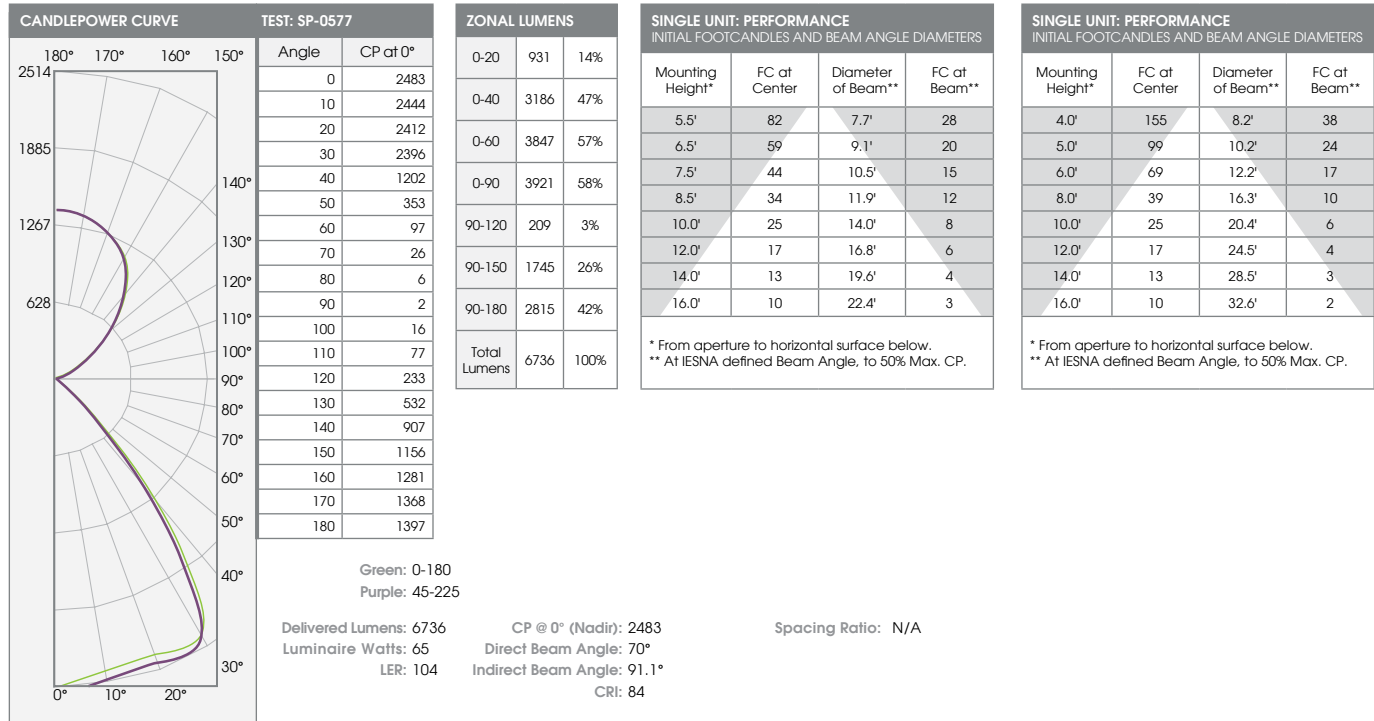 CANDLEPOWER CURVE
180° 170° 160° 150°
2514
1885
1267
628
140°
130°
120°
110°
100°
90°
80°
70°
60°
50°
40°
30°
0° 10° 20°
TEST: SP-0577
Angle CP at 0°
0 2483
10 2444
20 2412
30 2396
40 1202
50 353
60 97
70 26
80 6
90 2
100 16
110 77
120 233
130 532
140 907
150 1156
160 1281
170 1368
180 1397
ZONAL LUMENS
0-20 931 14%
0-40 3186 47%
0-60 3847 57%
0-90 3921 58%
90-120 209 3%
90-150 1745 26%
90-180 2815 42%
Total
Lumens 6736 100%
SINGLE UNIT: PERFORMANCE
INITIAL FOOTCANDLES AND BEAM ANGLE DIAMETERS
Mounting FC at Diameter FC at
Height* Center of Beam** Beam**
5.5' 82 7.7' 28
6.5' 59 9.1' 20
7.5' 44 10.5' 15
8.5' 34 11.9' 12
10.0' 25 14.0' 8
12.0' 17 16.8' 6
14.0' 13 19.6' 4
16.0' 10 22.4' 3
* From aperture to horizontal surface below.
** At IESNA defined Beam Angle, to 50% Max. CP.
SINGLE UNIT: PERFORMANCE
INITIAL FOOTCANDLES AND BEAM ANGLE DIAMETERS
Mounting FC at Diameter FC at
Height* Center of Beam** Beam**
4.0' 155 8.2' 38
5.0' 99 10.2' 24
6.0' 69 12.2' 17
8.0' 39 16.3' 10
10.0' 25 20.4' 6
12.0' 17 24.5' 4
14.0' 13 28.5' 3
16.0' 10 32.6' 2
* From aperture to horizontal surface below.
** At IESNA defined Beam Angle, to 50% Max. CP.
Green: 0-180
Purple: 45-225
Delivered Lumens: 6736 CP @ 0° (Nadir): 2483 Spacing Ratio: N/A
Luminaire Watts: 65 Direct Beam Angle: 70°
LER: 104 Indirect Beam Angle: 91.1°
CRI: 84